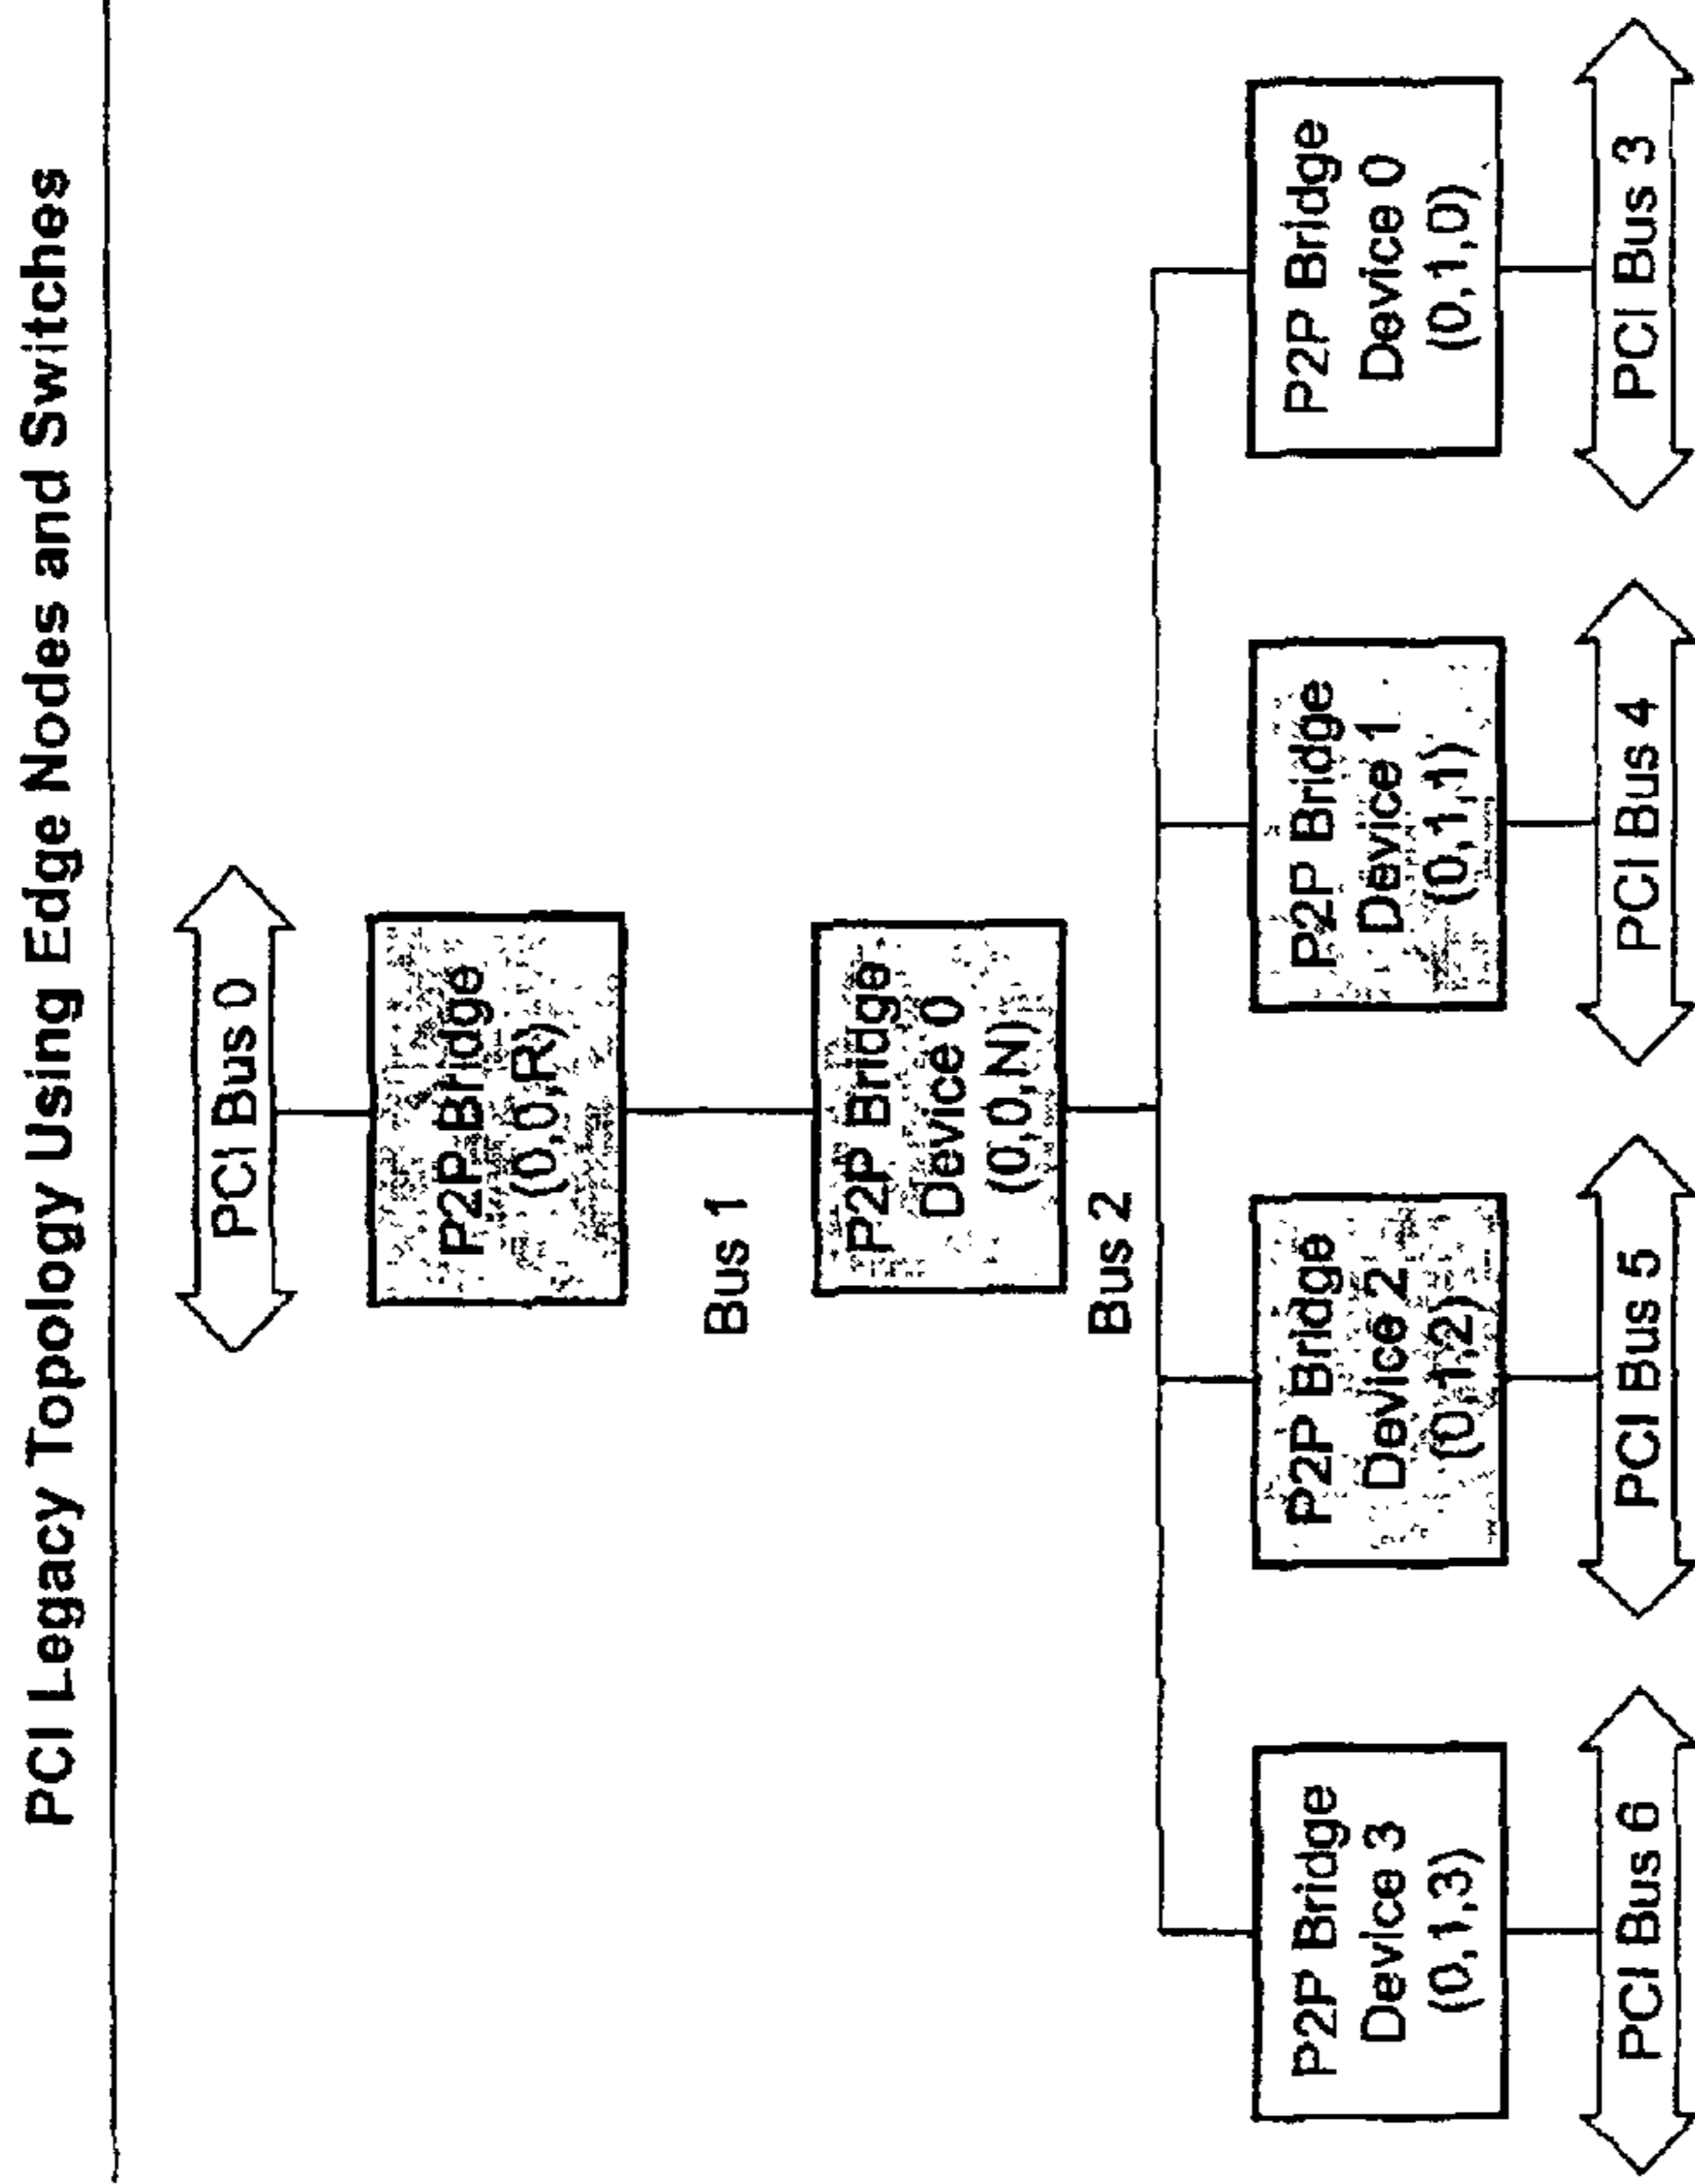 PCI Legacy Topology Using Edge Nodes and Switches
PCI Bus 0
P2P Bridge
(0,0,R)
Bus 1
P2P Bridge
Device 0
(0,0,N)
Bus 2
P2P Bridge
Device 3
(0,1,3)
P2P Bridge
Device 2
(0,1,2)
P2P Bridge
Device 1
(0,1,1)
P2P Bridge
Device 0
(0,1,0)
PCI Bus 6
PCI Bus 5
PCI Bus 4
PCI Bus 3